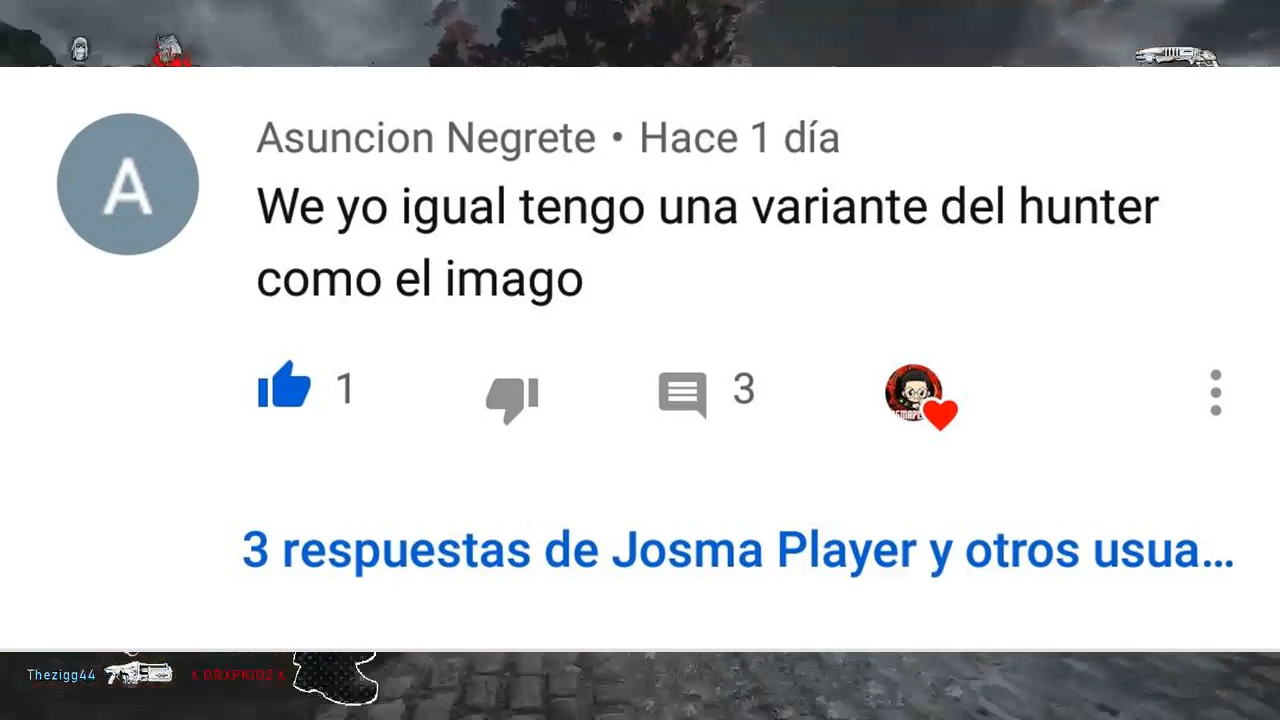 A
Asuncion Negrete • Hace 1 día
We yo igual tengo una variante del hunter
como el imago
1
3
3 respuestas de Josma Player y otros usua...
Thezigg44